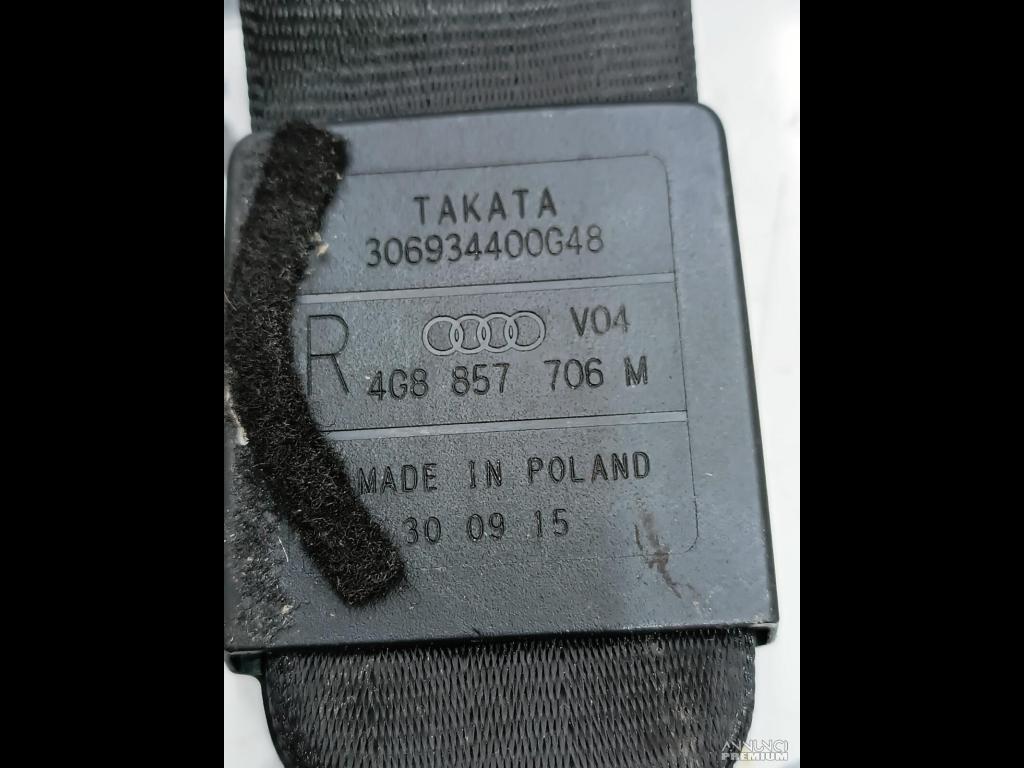 TAKATA
306934400G48
R V04
4G8 857 706 M
MADE IN POLAND
30 09 15
ANNUNCI
PREMIUM